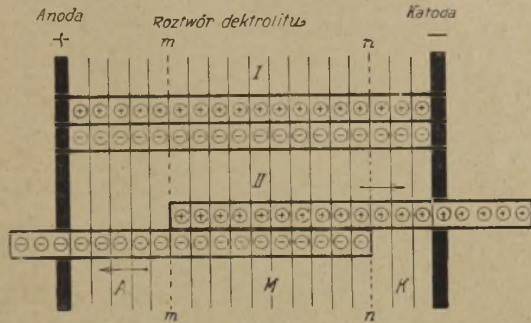 Anoda Roztwór dektrolitu Katoda
+ m n −
I
II
A M K
m n